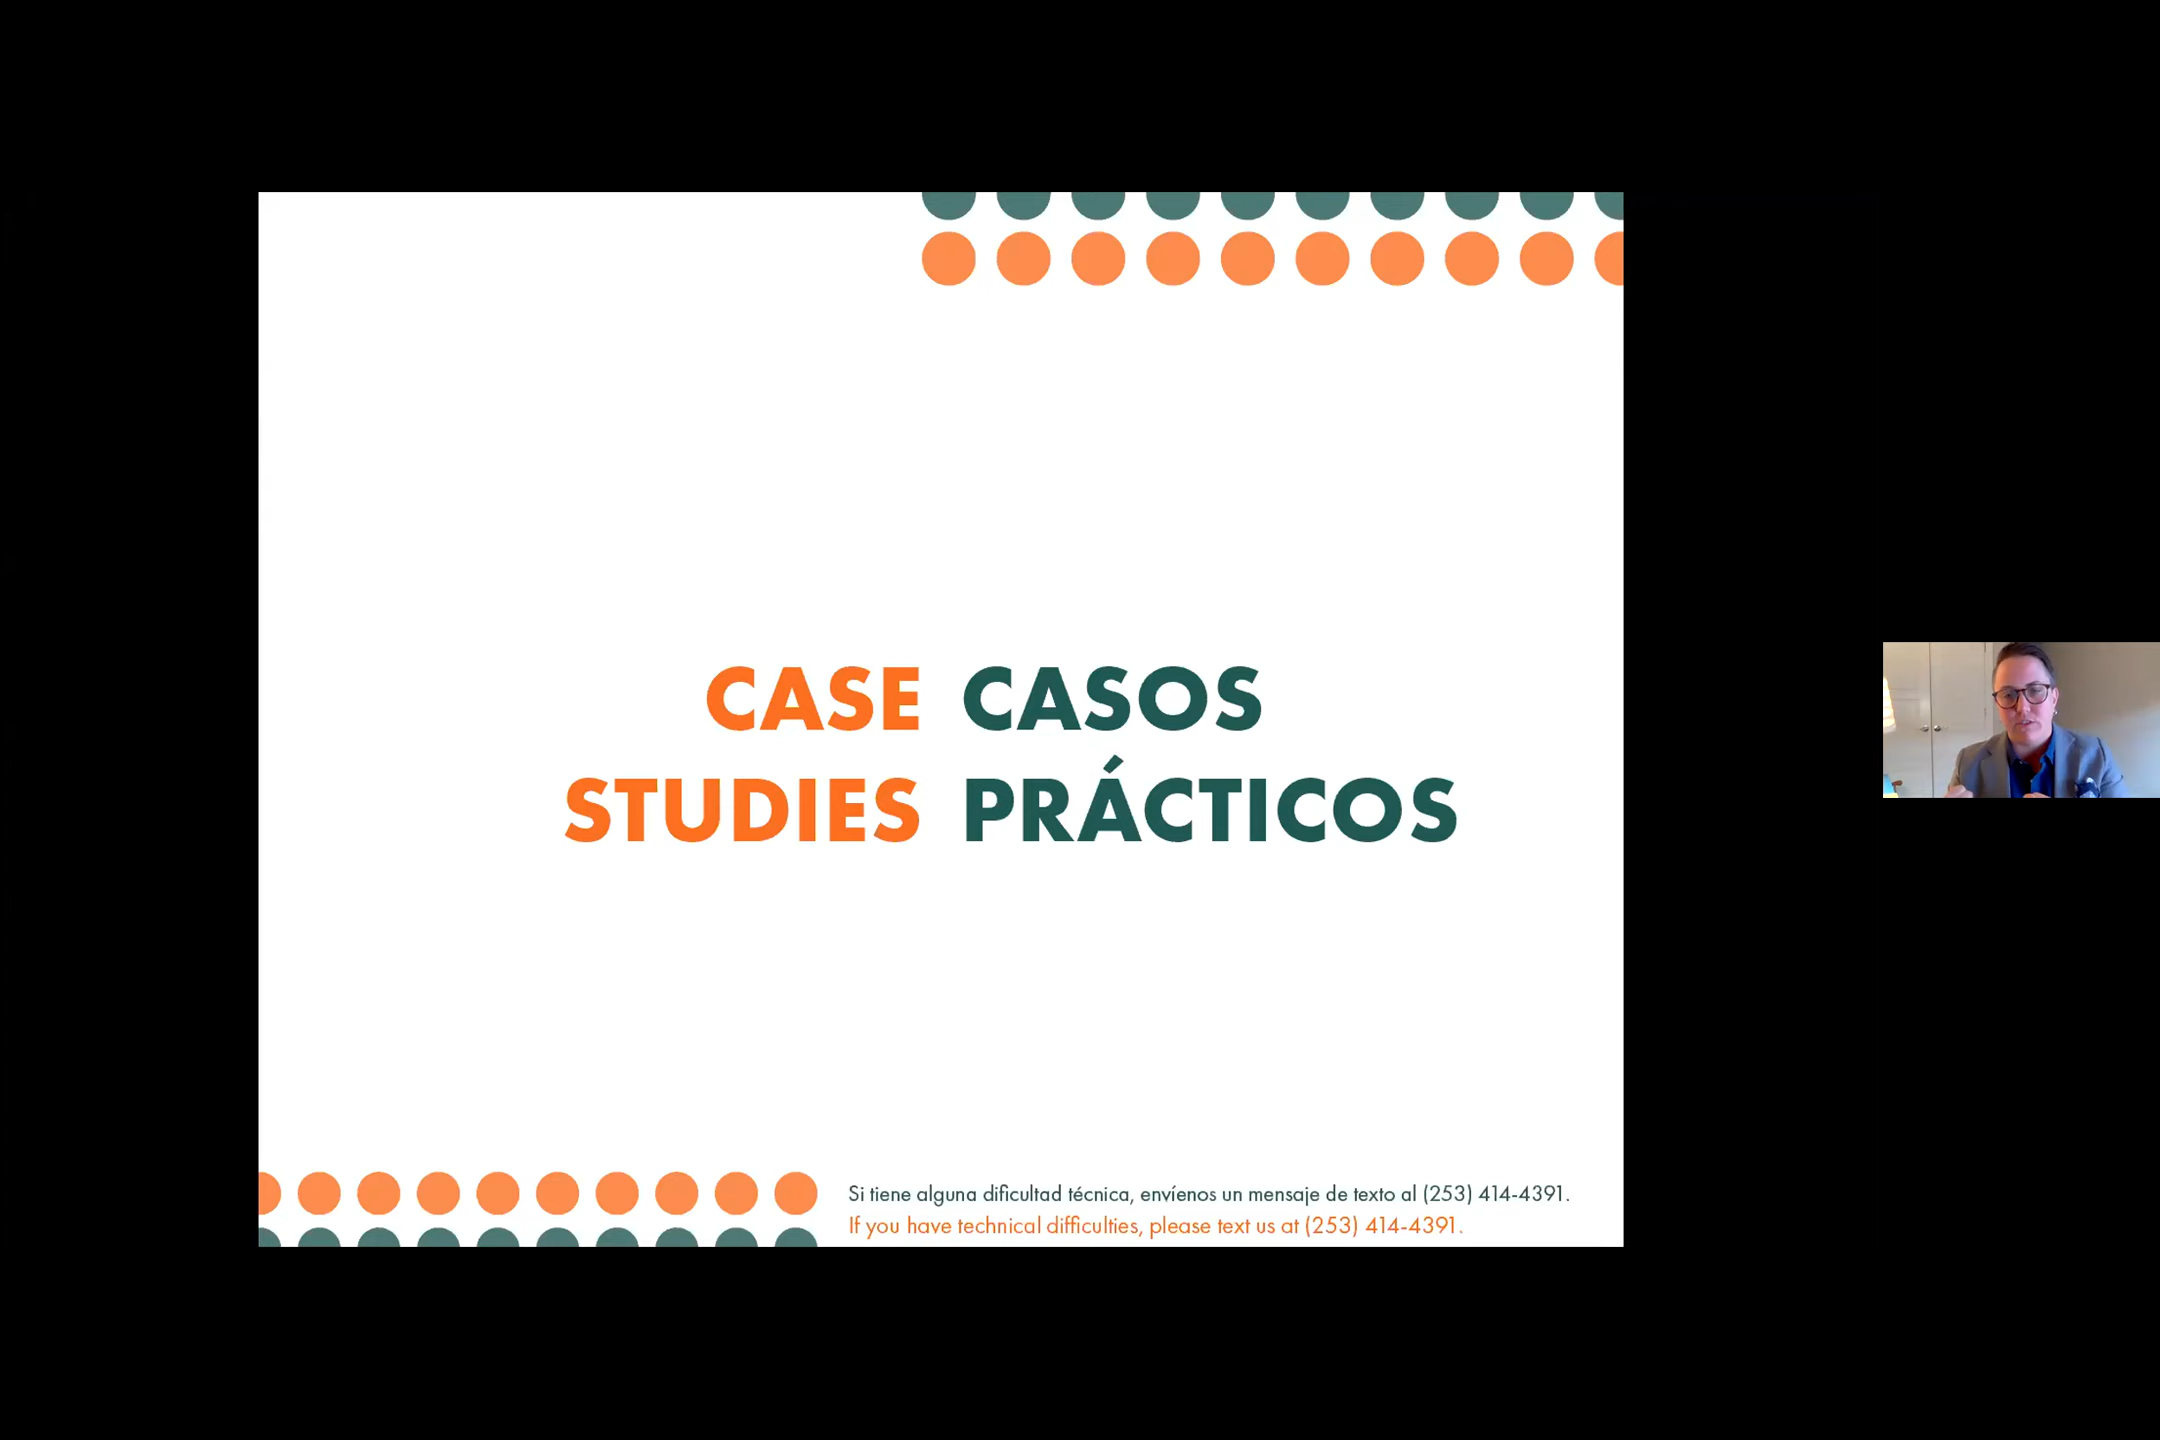 CASE
STUDIES
CASOS
PRÁCTICOS
Si tiene alguna dificultad técnica, envíenos un mensaje de texto al (253) 414-4391.
If you have technical difficulties, please text us at (253) 414-4391.